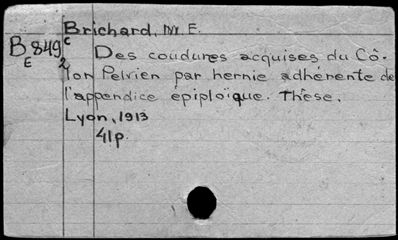 Brichard, M. E.
B849c
E 2
Des coudures acquises du Cô-
lon Pelvien par hernie adhérente de
l'appendice épiploïque. Thèse.
Lyon, 1913
41p.